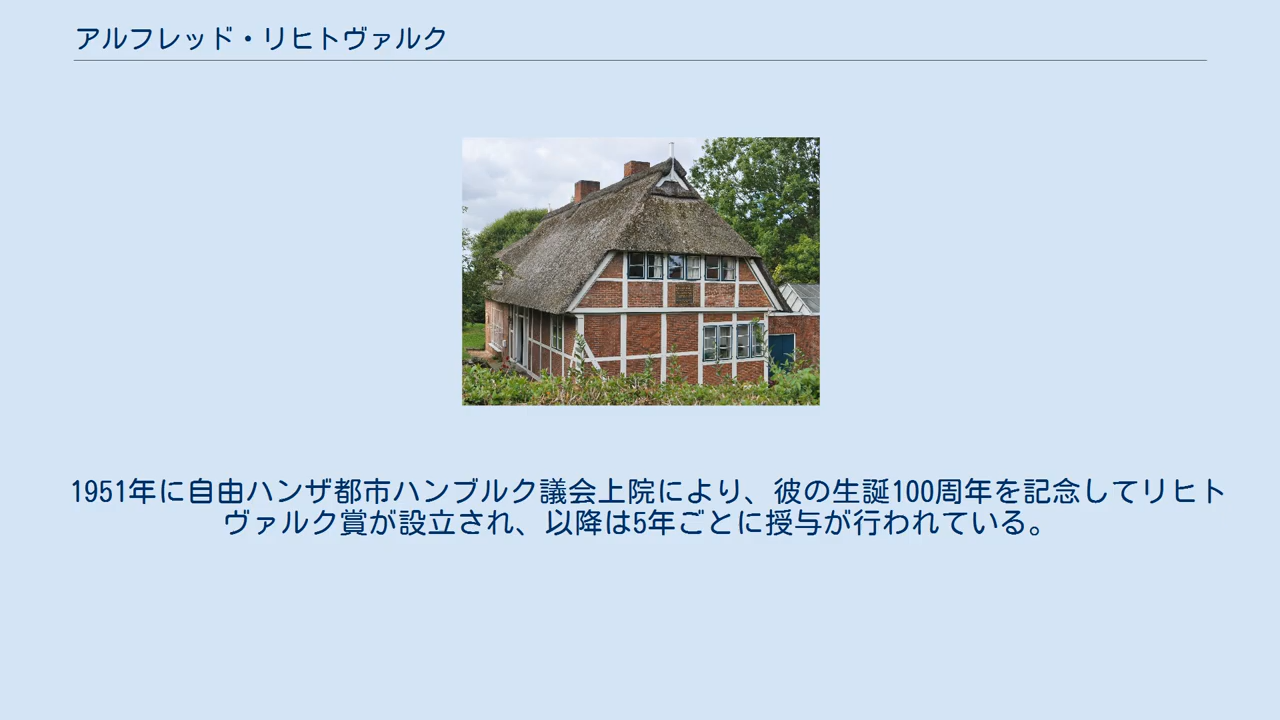 アルフレッド・リヒトヴァルク
1951年に自由ハンザ都市ハンブルク議会上院により、彼の生誕100周年を記念してリヒト
ヴァルク賞が設立され、以降は5年ごとに授与が行われている。